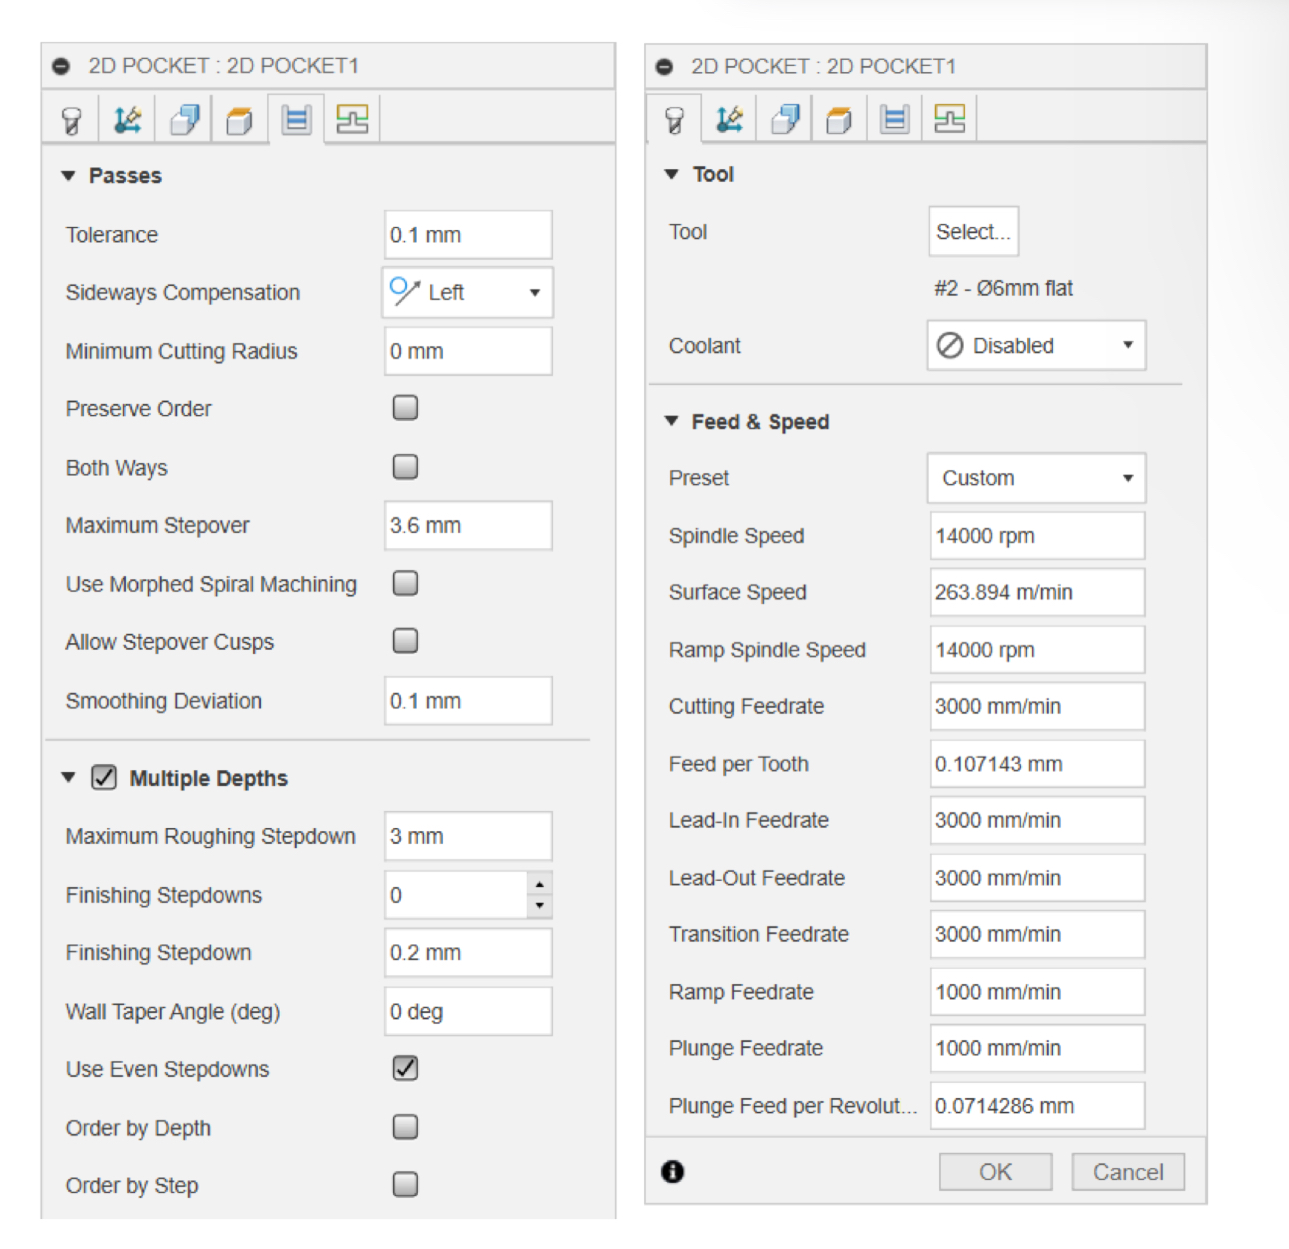 2D POCKET : 2D POCKET1
Passes
Tolerance 0.1 mm
Sideways Compensation Left
Minimum Cutting Radius 0 mm
Preserve Order
Both Ways
Maximum Stepover 3.6 mm
Use Morphed Spiral Machining
Allow Stepover Cusps
Smoothing Deviation 0.1 mm
Multiple Depths
Maximum Roughing Stepdown 3 mm
Finishing Stepdowns 0
Finishing Stepdown 0.2 mm
Wall Taper Angle (deg) 0 deg
Use Even Stepdowns
Order by Depth
Order by Step
2D POCKET : 2D POCKET1
Tool
Tool Select...
#2 - Ø6mm flat
Coolant Disabled
Feed & Speed
Preset Custom
Spindle Speed 14000 rpm
Surface Speed 263.894 m/min
Ramp Spindle Speed 14000 rpm
Cutting Feedrate 3000 mm/min
Feed per Tooth 0.107143 mm
Lead-In Feedrate 3000 mm/min
Lead-Out Feedrate 3000 mm/min
Transition Feedrate 3000 mm/min
Ramp Feedrate 1000 mm/min
Plunge Feedrate 1000 mm/min
Plunge Feed per Revolut... 0.0714286 mm
OK Cancel